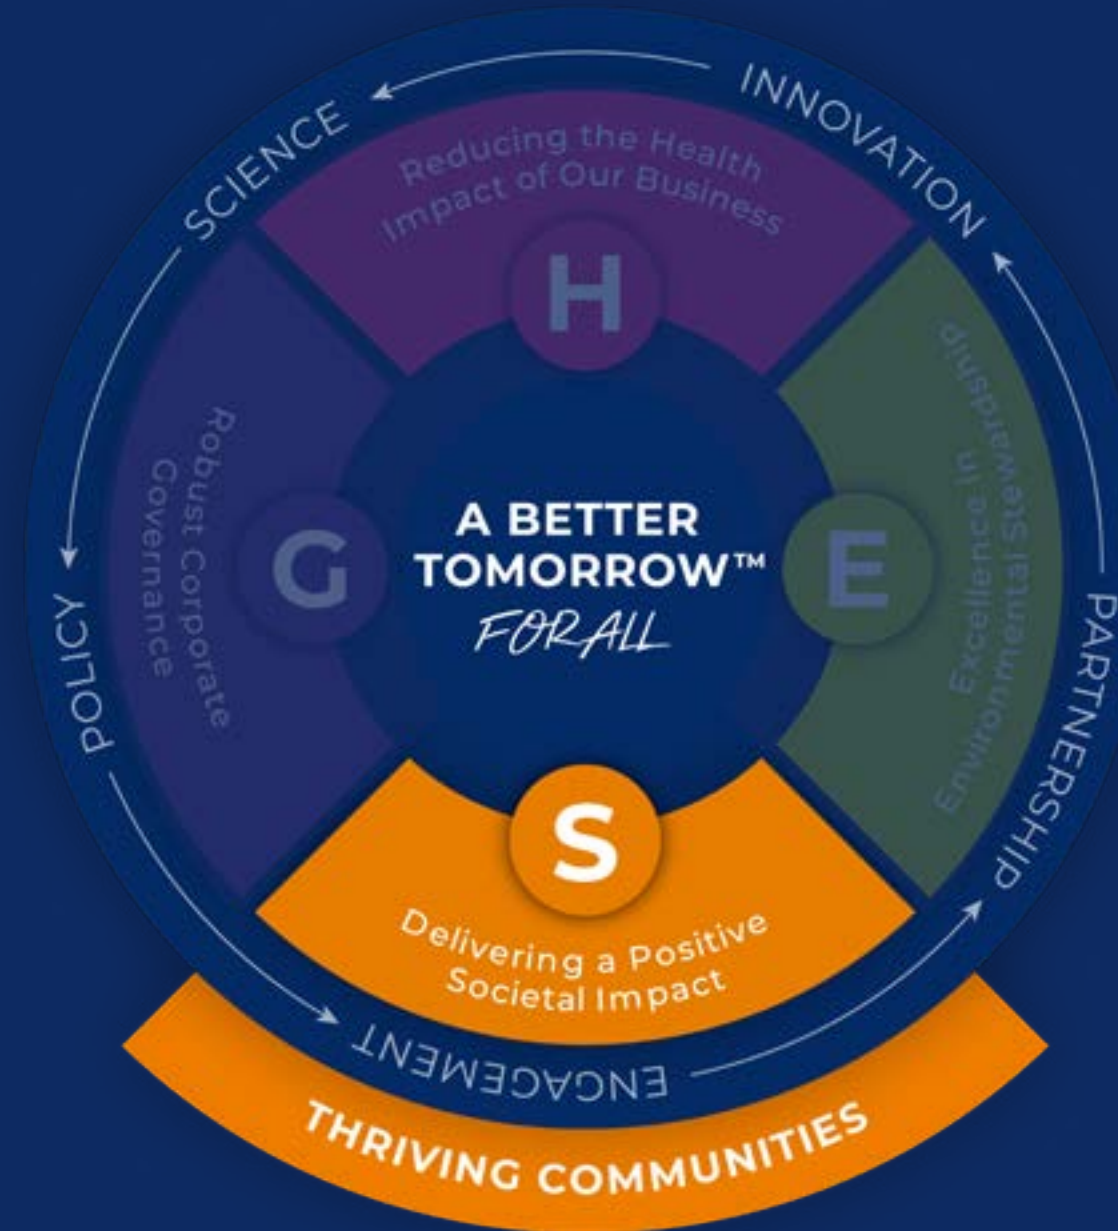 INNOVATION
SCIENCE
Reducing the Health
Impact of Our Business
H
Robust Corporate
Governance
G
A BETTER
TOMORROW™
FOR ALL
E
Excellence in
Environmental Stewardship
POLICY
PARTNERSHIP
S
Delivering a Positive
Societal Impact
ENGAGEMENT
THRIVING COMMUNITIES